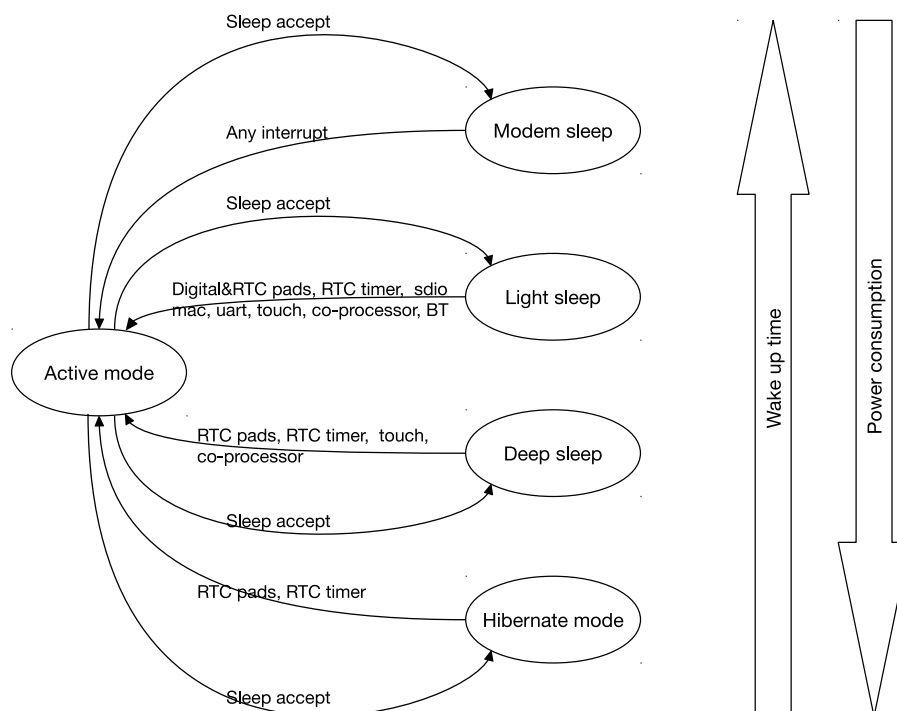 Sleep accept
Modem sleep
Any interrupt
Sleep accept
Digital&RTC pads, RTC timer, sdio
mac, uart, touch, co-processor, BT
Light sleep
Active mode
RTC pads, RTC timer, touch,
co-processor
Deep sleep
Sleep accept
RTC pads, RTC timer
Hibernate mode
Sleep accept
Wake up time
Power consumption